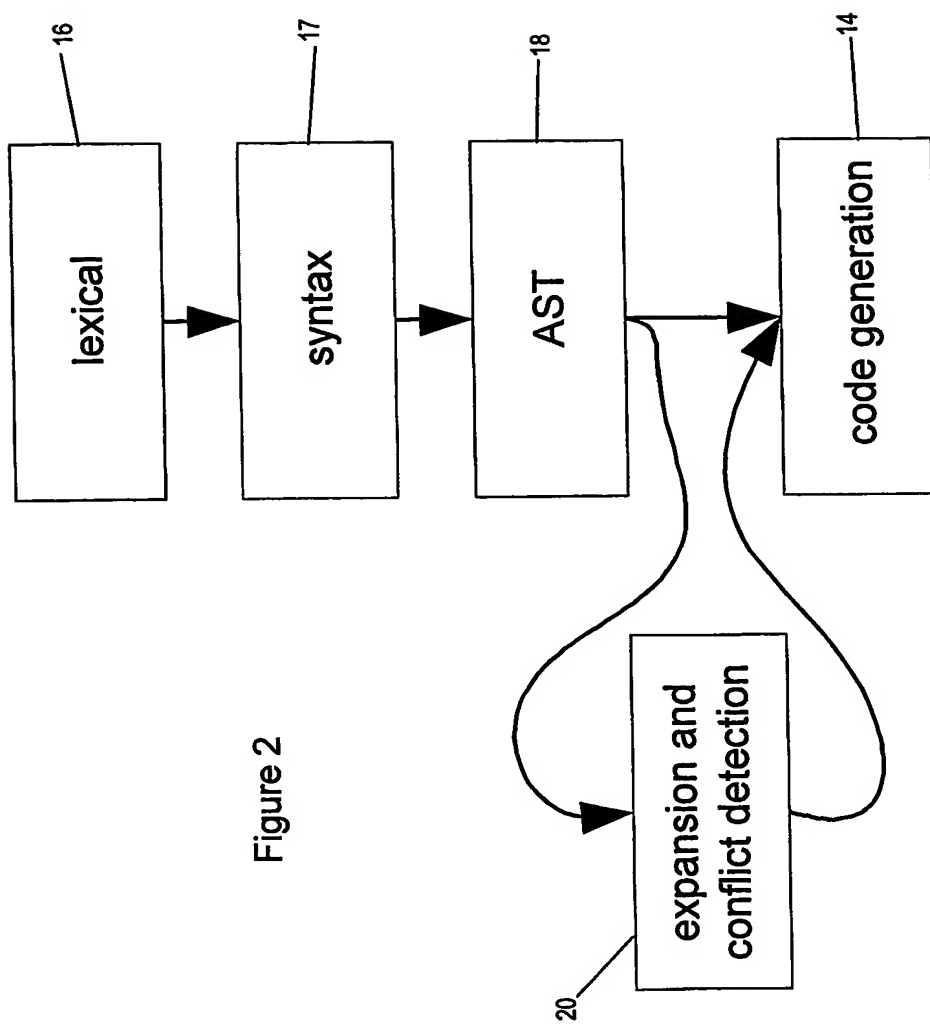 lexical
16
syntax
17
AST
18
code generation
14
expansion and
conflict detection
20
Figure 2